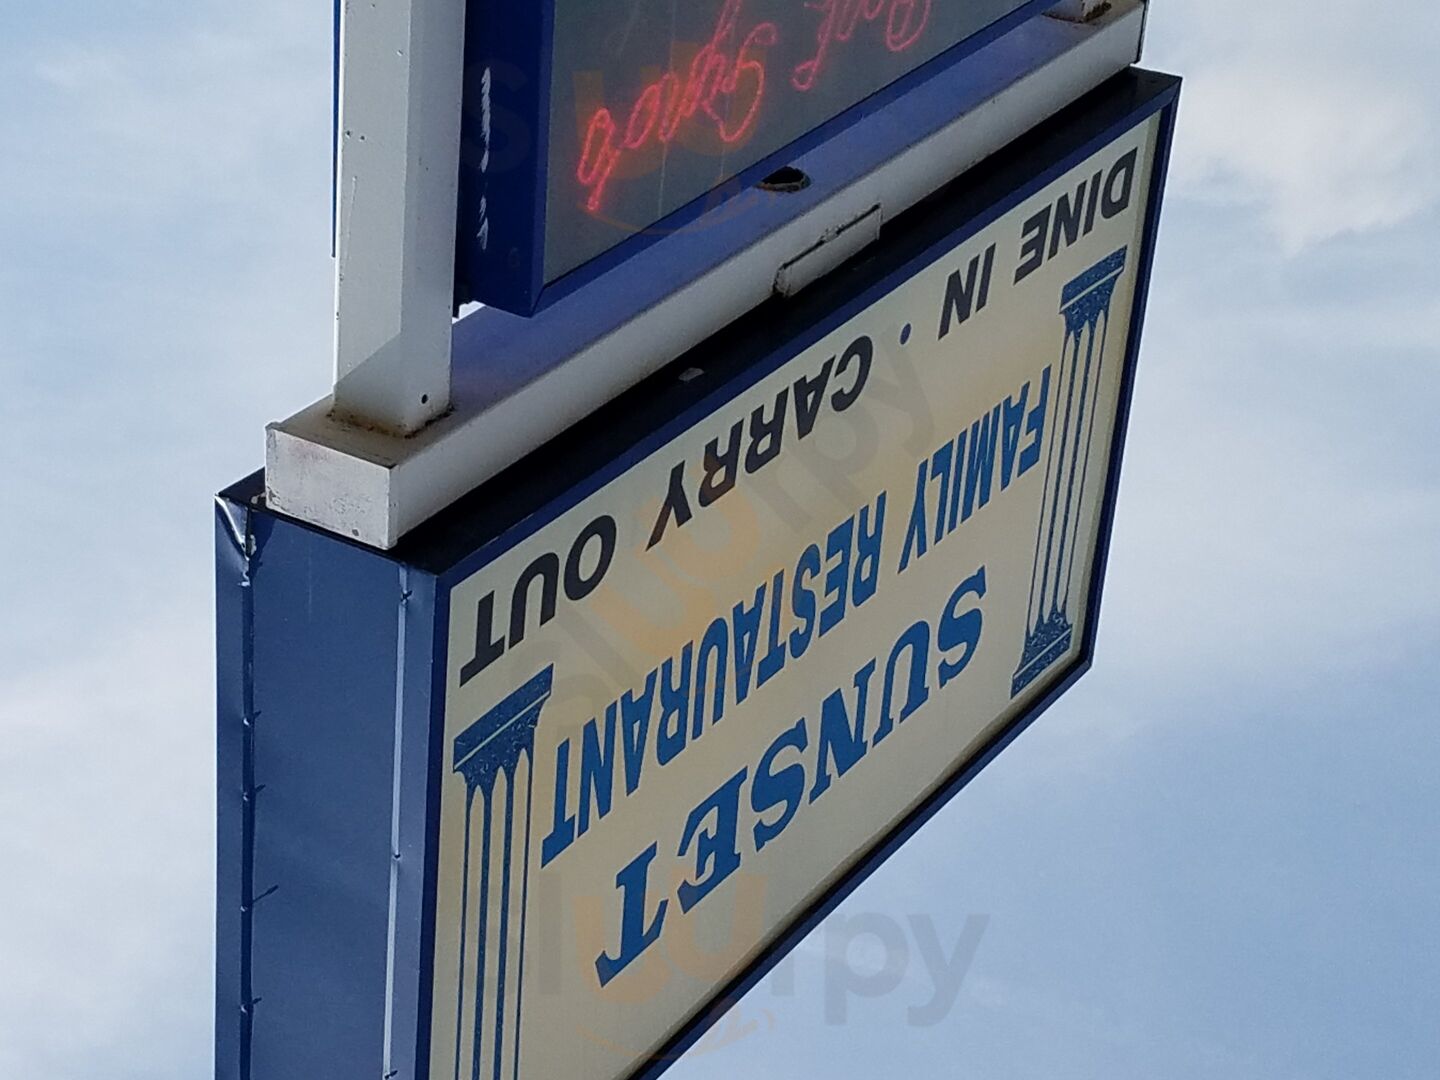 SUNSET
FAMILY RESTAURANT
DINE IN · CARRY OUT